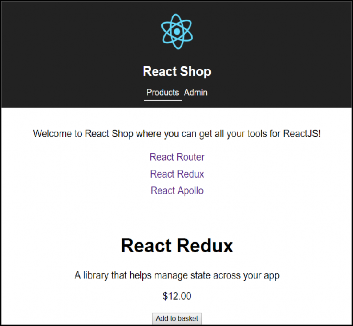 React Shop
Products Admin
Welcome to React Shop where you can get all your tools for ReactJS!
React Router
React Redux
React Apollo
React Redux
A library that helps manage state across your app
$12.00
Add to basket